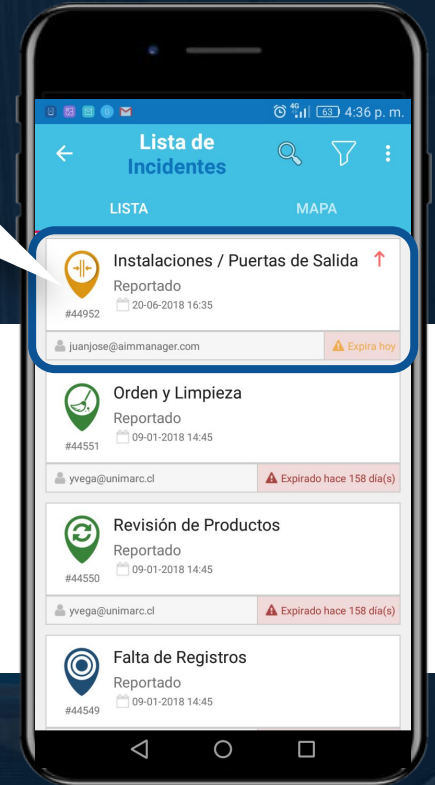 4G 63 4:36 p. m.
Lista de
Incidentes
LISTA
MAPA
Instalaciones / Puertas de Salida
Reportado
20-06-2018 16:35
#44952
juanjose@aimmanager.com
Expira hoy
Orden y Limpieza
Reportado
09-01-2018 14:45
#44551
yvega@unimarc.cl
Expirado hace 158 día(s)
Revisión de Productos
Reportado
09-01-2018 14:45
#44550
yvega@unimarc.cl
Expirado hace 158 día(s)
Falta de Registros
Reportado
09-01-2018 14:45
#44549